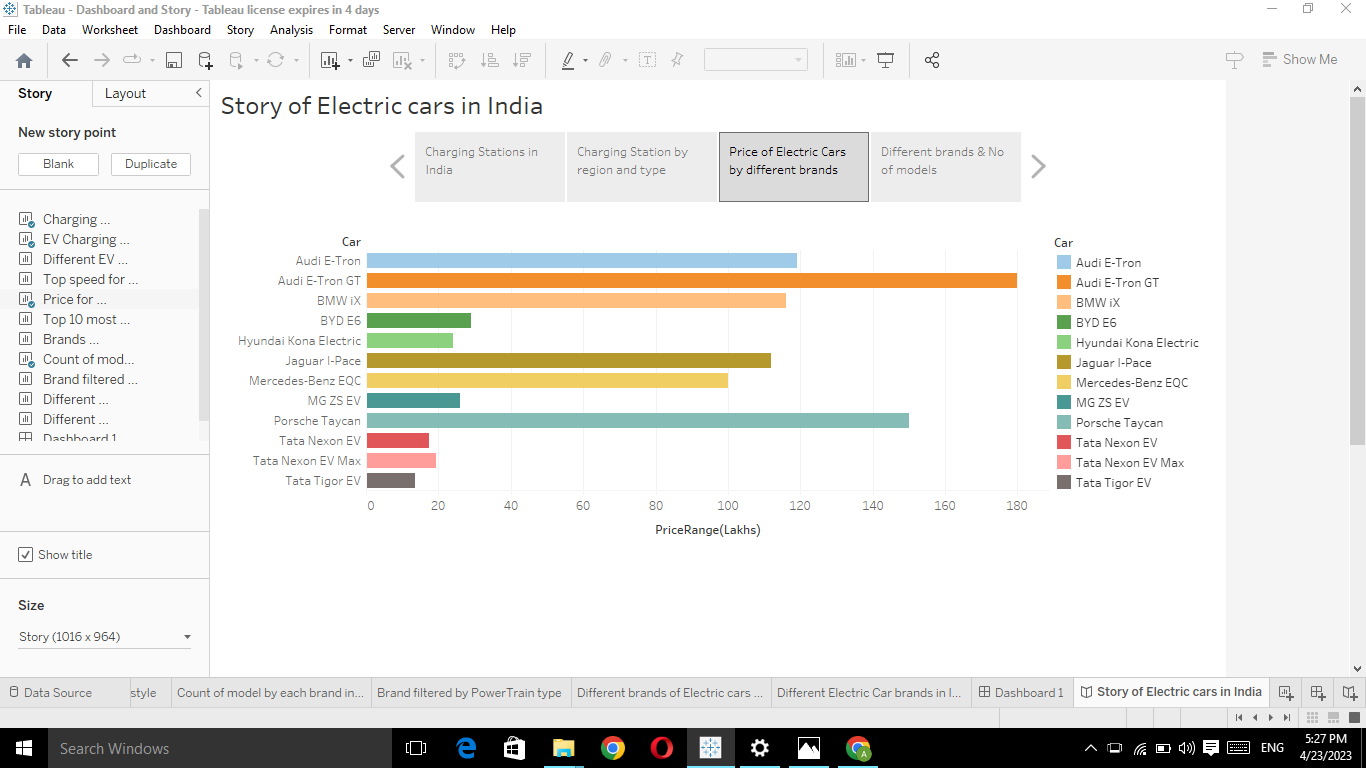 Tableau - Dashboard and Story - Tableau license expires in 4 days
File Data Worksheet Dashboard Story Analysis Format Server Window Help
Show Me
Story Layout
New story point
Blank Duplicate
Charging ...
EV Charging ...
Different EV ...
Top speed for ...
Price for ...
Top 10 most ...
Brands ...
Count of mod...
Brand filtered ...
Different ...
Different ...
Dashboard 1
A Drag to add text
Show title
Size
Story (1016 x 964)
Story of Electric cars in India
Charging Stations in
India
Charging Station by
region and type
Price of Electric Cars
by different brands
Different brands & No
of models
Car
Audi E-Tron
Audi E-Tron GT
BMW iX
BYD E6
Hyundai Kona Electric
Jaguar I-Pace
Mercedes-Benz EQC
MG ZS EV
Porsche Taycan
Tata Nexon EV
Tata Nexon EV Max
Tata Tigor EV
0 20 40 60 80 100 120 140 160 180
PriceRange(Lakhs)
Car
Audi E-Tron
Audi E-Tron GT
BMW iX
BYD E6
Hyundai Kona Electric
Jaguar I-Pace
Mercedes-Benz EQC
MG ZS EV
Porsche Taycan
Tata Nexon EV
Tata Nexon EV Max
Tata Tigor EV
Data Source style Count of model by each brand in... Brand filtered by PowerTrain type Different brands of Electric cars ... Different Electric Car brands in I... Dashboard 1 Story of Electric cars in India
Search Windows
A
ENG
5:27 PM
4/23/2023